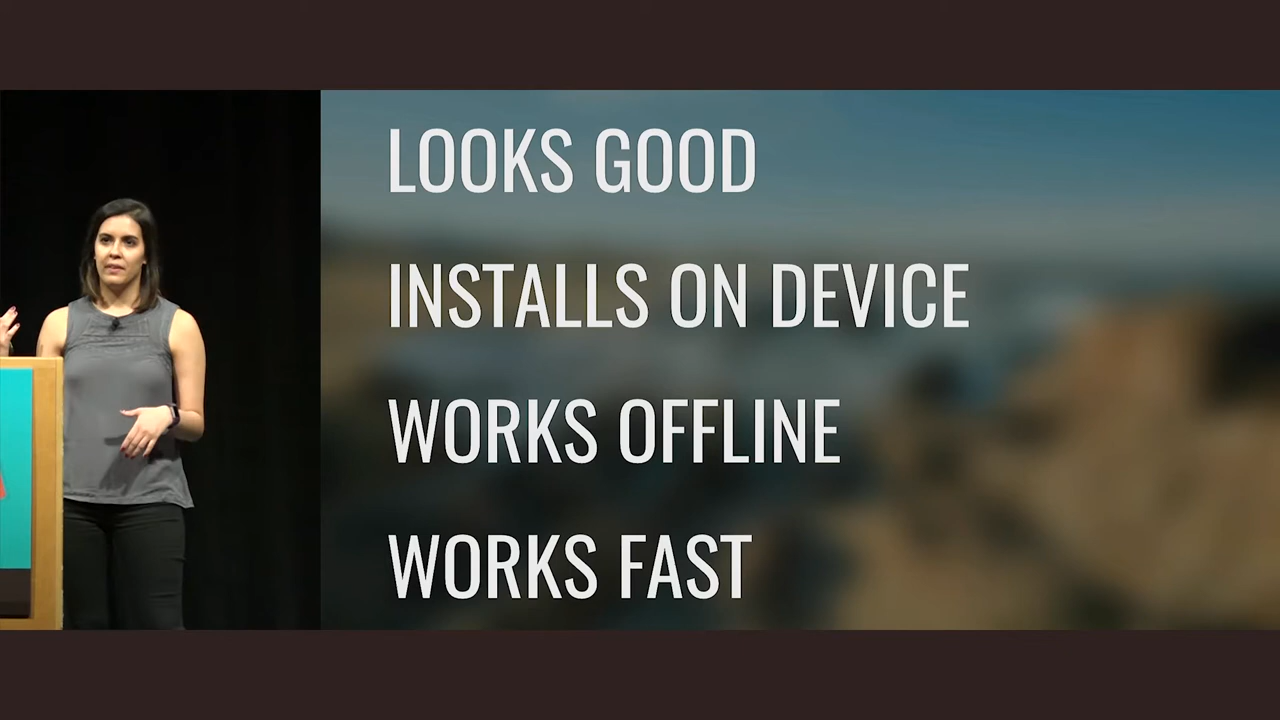 LOOKS GOOD
INSTALLS ON DEVICE
WORKS OFFLINE
WORKS FAST